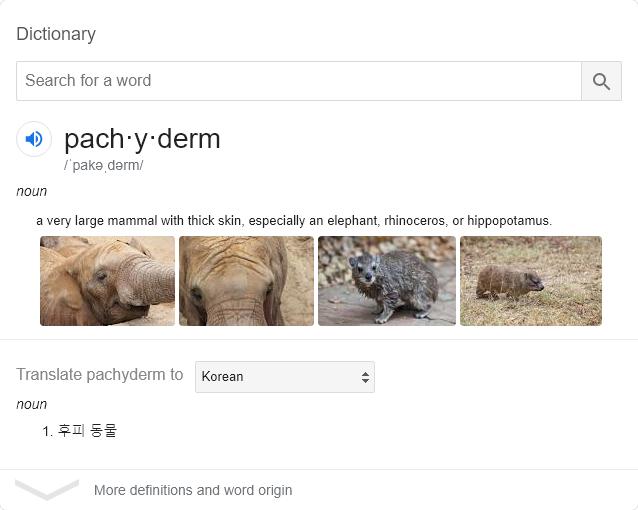 Dictionary
Search for a word
pach·y·derm
/ˈpakəˌdərm/
noun
a very large mammal with thick skin, especially an elephant, rhinoceros, or hippopotamus.
Translate pachyderm to Korean
noun
1. 후피 동물
More definitions and word origin